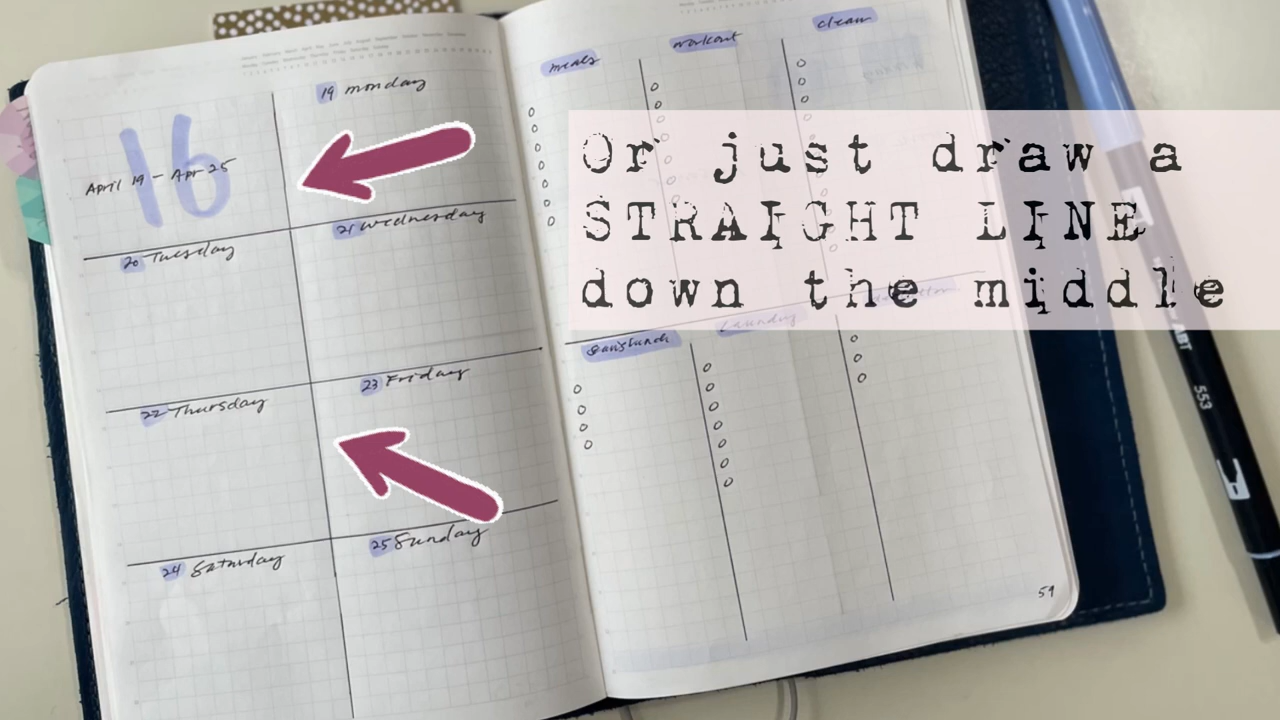 16
April 19 - Apr 25
19 monday
20 Tuesday
21 Wednesday
22 Thursday
23 Friday
24 Saturday
25 Sunday
meals
workout
clean
Or just draw a
STRAIGHT LINE
down the middle
Laundry
59
ABT
553